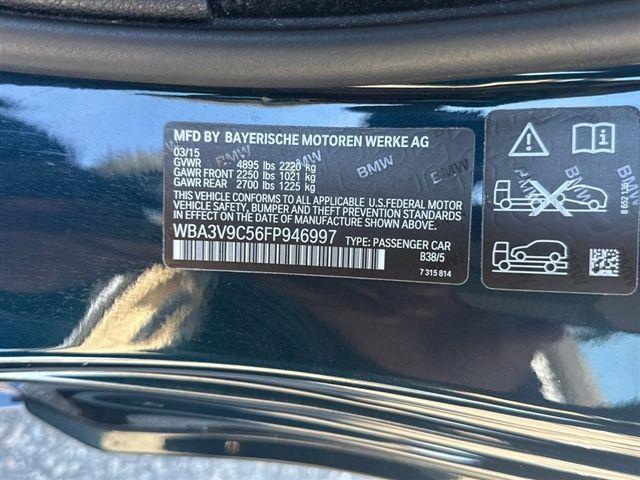 MFD BY BAYERISCHE MOTOREN WERKE AG
03/15
GVWR 4895 lbs 2220 kg
GAWR FRONT 2250 lbs 1021 kg
GAWR REAR 2700 lbs 1225 kg
THIS VEHICLE CONFORMS TO ALL APPLICABLE U.S.FEDERAL MOTOR
VEHICLE SAFETY, BUMPER AND THEFT PREVENTION STANDARDS
IN EFFECT ON THE DATE OF MANUFACTURE SHOWN ABOVE.
WBA3V9C56FP946997 TYPE: PASSENGER CAR
B38/5
7 315 814
BMW
BMW
BMW